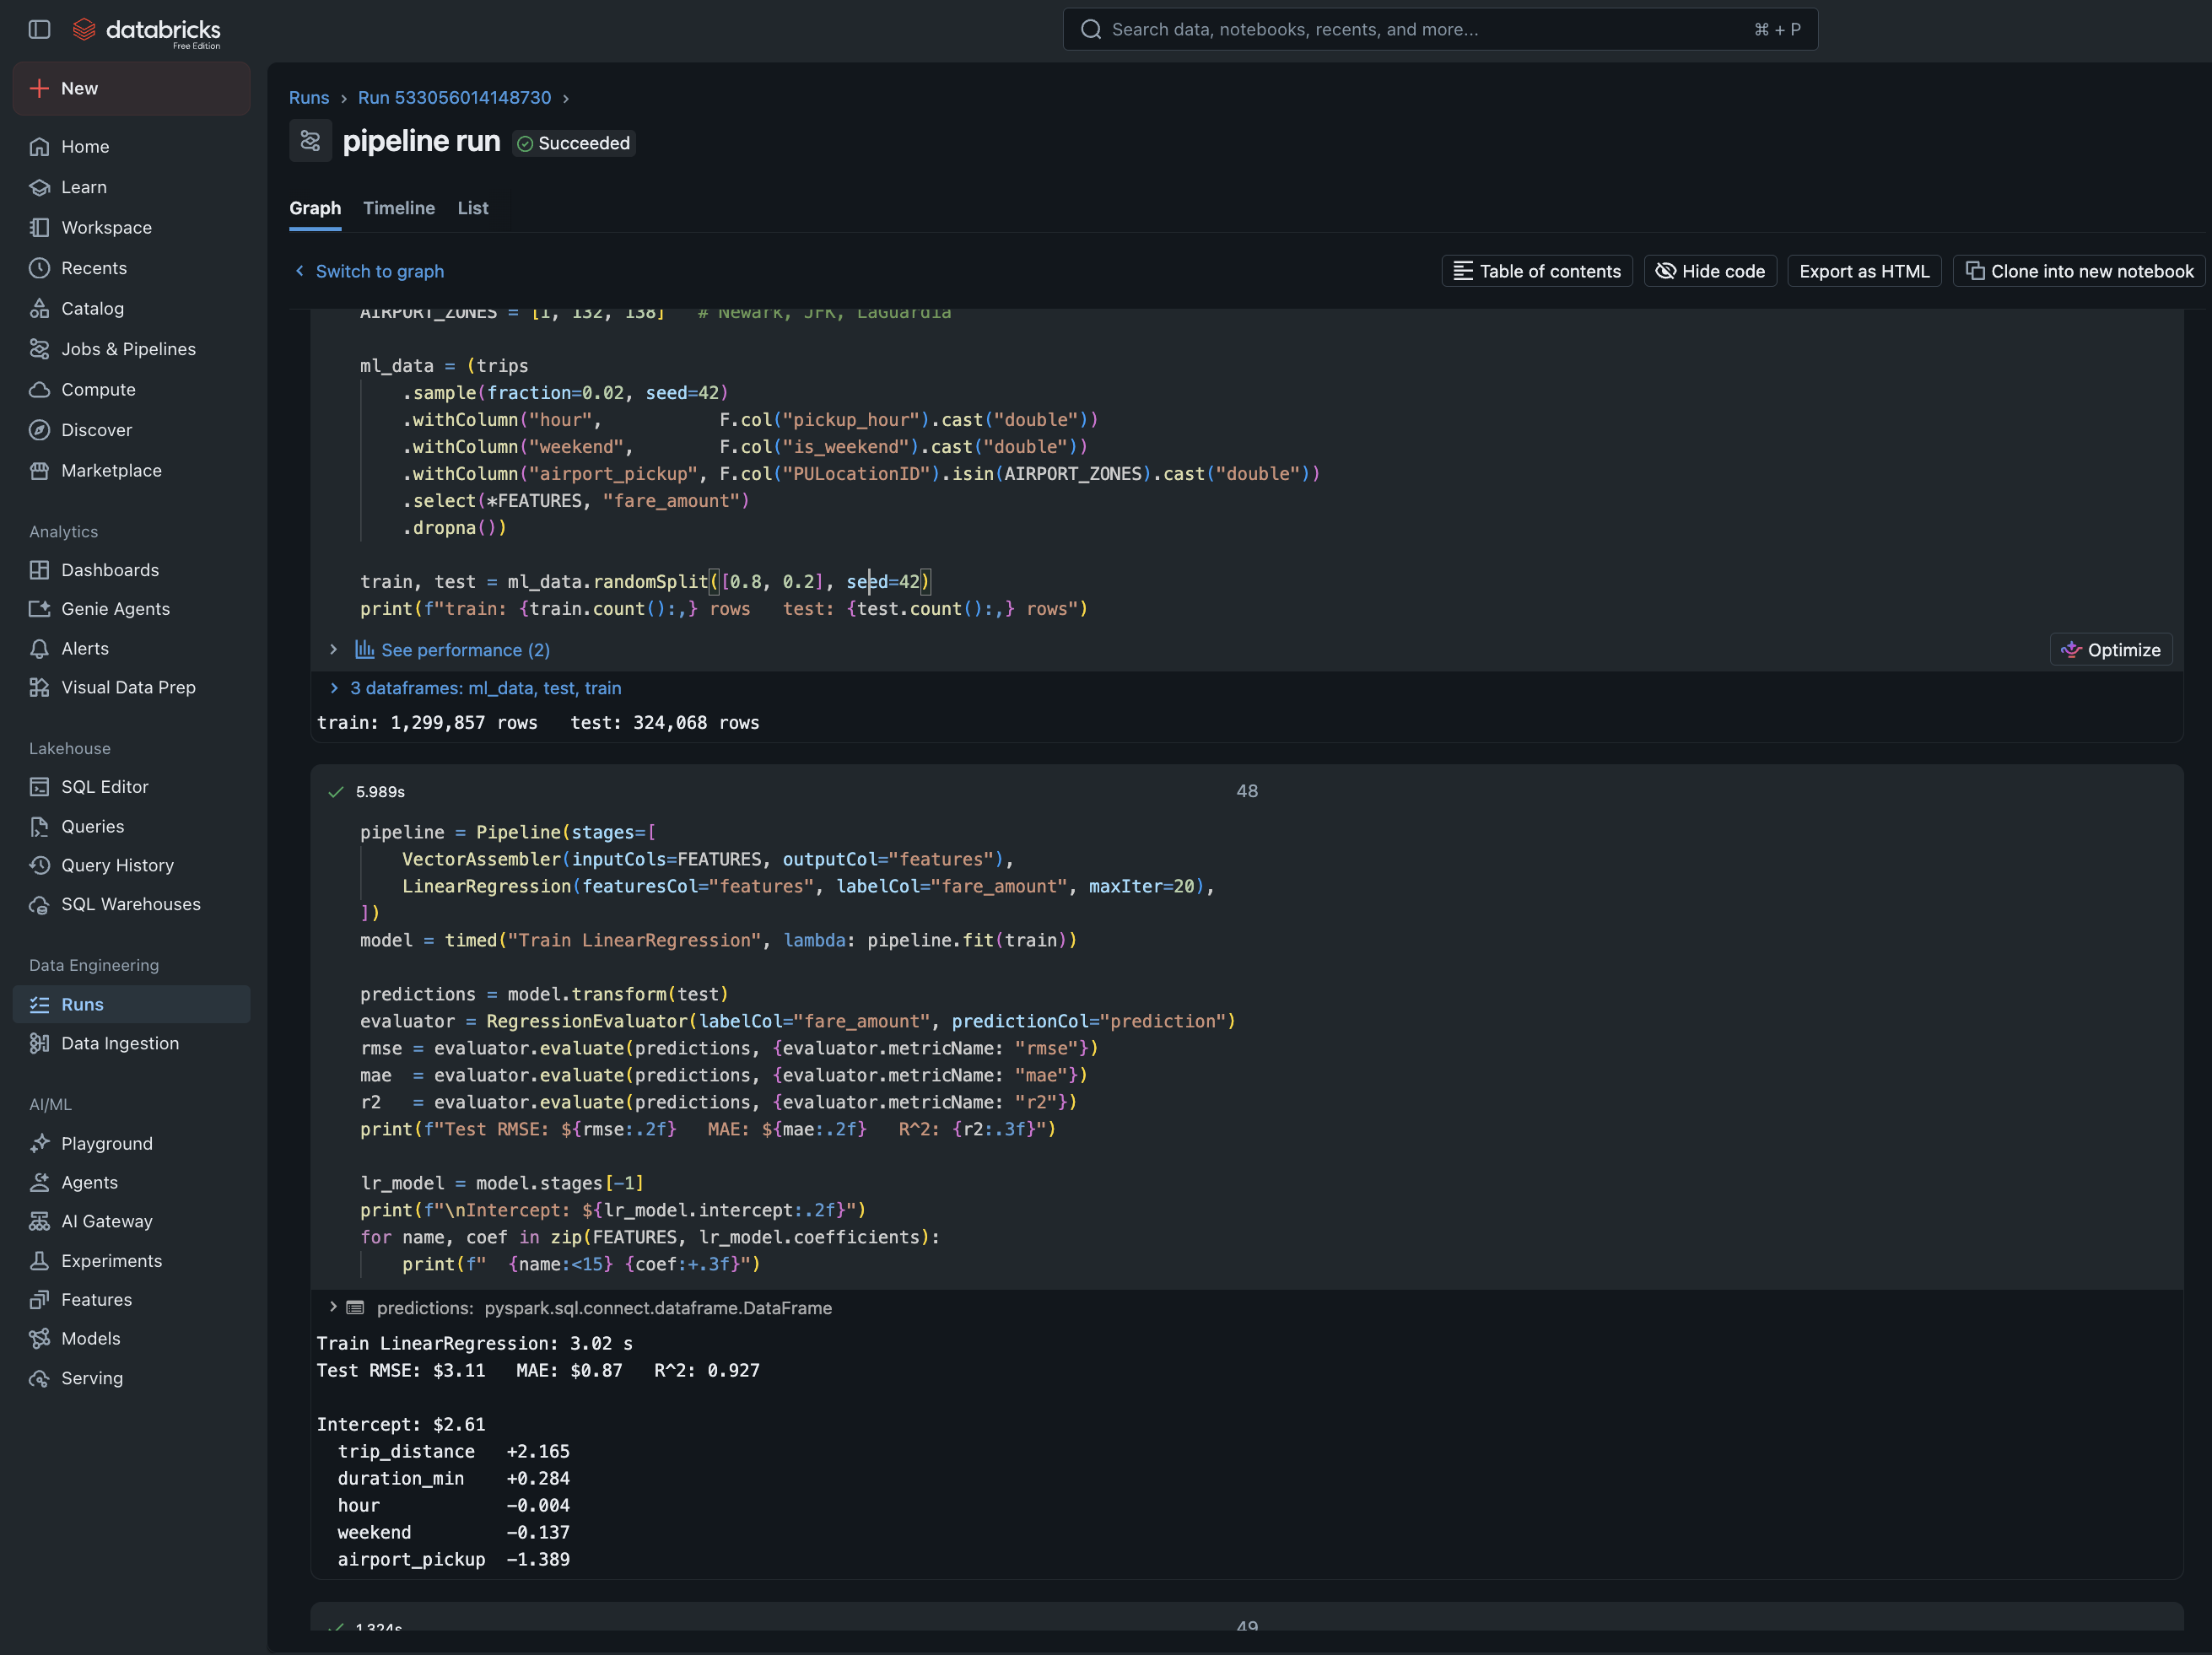 databricks
Free Edition
Search data, notebooks, recents, and more...
⌘ + P
New
Home
Learn
Workspace
Recents
Catalog
Jobs & Pipelines
Compute
Discover
Marketplace
Analytics
Dashboards
Genie Agents
Alerts
Visual Data Prep
Lakehouse
SQL Editor
Queries
Query History
SQL Warehouses
Data Engineering
Runs
Data Ingestion
AI/ML
Playground
Agents
AI Gateway
Experiments
Features
Models
Serving
Runs › Run 533056014148730 ›
pipeline run Succeeded
Graph Timeline List
Switch to graph
Table of contents Hide code Export as HTML Clone into new notebook
AIRPORT_ZONES = [1, 132, 138]   # Newark, JFK, LaGuardia
ml_data = (trips
    .sample(fraction=0.02, seed=42)
    .withColumn("hour",           F.col("pickup_hour").cast("double"))
    .withColumn("weekend",        F.col("is_weekend").cast("double"))
    .withColumn("airport_pickup", F.col("PULocationID").isin(AIRPORT_ZONES).cast("double"))
    .select(*FEATURES, "fare_amount")
    .dropna())
train, test = ml_data.randomSplit([0.8, 0.2], seed=42)
print(f"train: {train.count():,} rows   test: {test.count():,} rows")
See performance (2)
Optimize
3 dataframes: ml_data, test, train
train: 1,299,857 rows   test: 324,068 rows
5.989s
48
pipeline = Pipeline(stages=[
    VectorAssembler(inputCols=FEATURES, outputCol="features"),
    LinearRegression(featuresCol="features", labelCol="fare_amount", maxIter=20),
])
model = timed("Train LinearRegression", lambda: pipeline.fit(train))
predictions = model.transform(test)
evaluator = RegressionEvaluator(labelCol="fare_amount", predictionCol="prediction")
rmse = evaluator.evaluate(predictions, {evaluator.metricName: "rmse"})
mae  = evaluator.evaluate(predictions, {evaluator.metricName: "mae"})
r2   = evaluator.evaluate(predictions, {evaluator.metricName: "r2"})
print(f"Test RMSE: ${rmse:.2f}   MAE: ${mae:.2f}   R^2: {r2:.3f}")
lr_model = model.stages[-1]
print(f"\nIntercept: ${lr_model.intercept:.2f}")
for name, coef in zip(FEATURES, lr_model.coefficients):
    print(f"  {name:<15} {coef:+.3f}")
predictions: pyspark.sql.connect.dataframe.DataFrame
Train LinearRegression: 3.02 s
Test RMSE: $3.11   MAE: $0.87   R^2: 0.927
Intercept: $2.61
  trip_distance   +2.165
  duration_min    +0.284
  hour            -0.004
  weekend         -0.137
  airport_pickup  -1.389
1.324s
49